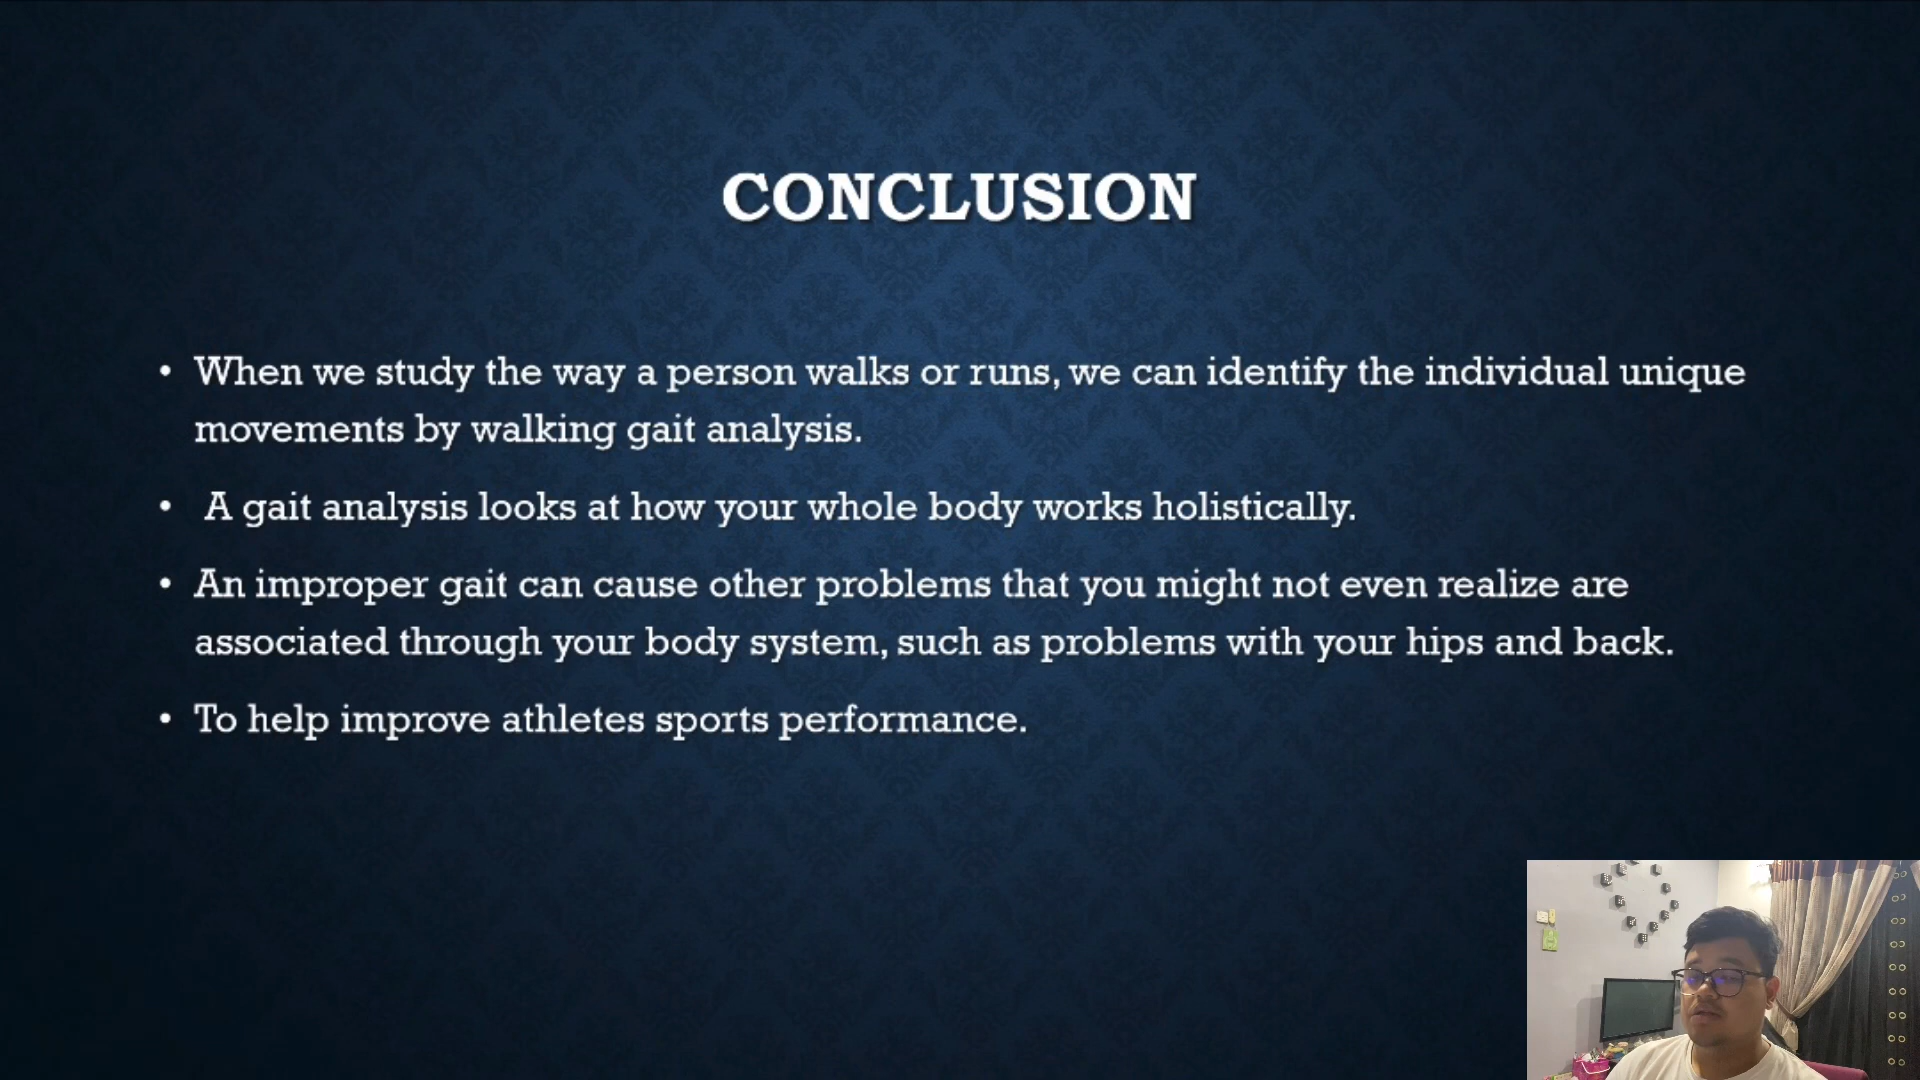 CONCLUSION
• When we study the way a person walks or runs, we can identify the individual unique
movements by walking gait analysis.
• A gait analysis looks at how your whole body works holistically.
• An improper gait can cause other problems that you might not even realize are
associated through your body system, such as problems with your hips and back.
• To help improve athletes sports performance.